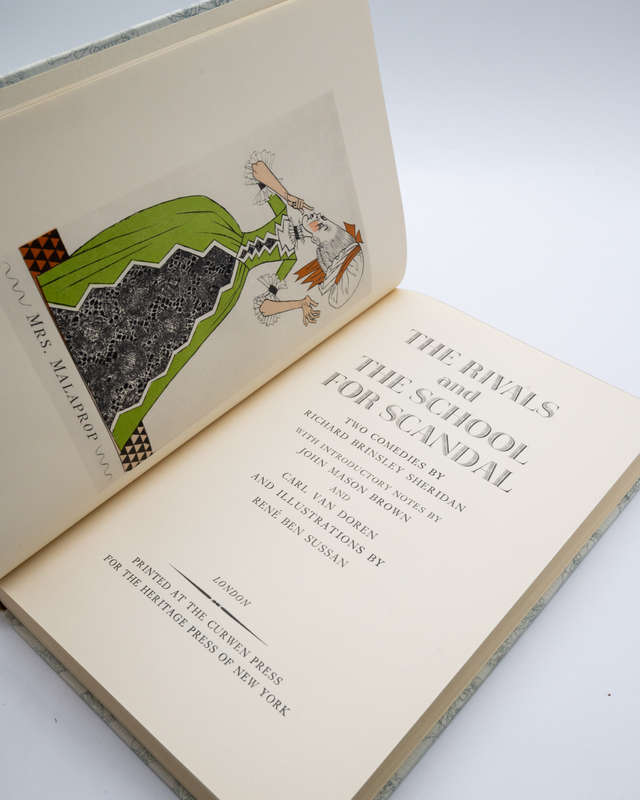 MRS. MALAPROP
THE RIVALS
and
THE SCHOOL
FOR SCANDAL
TWO COMEDIES BY
RICHARD BRINSLEY SHERIDAN
WITH INTRODUCTORY NOTES BY
JOHN MASON BROWN
AND
CARL VAN DOREN
AND ILLUSTRATIONS BY
RENÉ BEN SUSSAN
LONDON
PRINTED AT THE CURWEN PRESS
FOR THE HERITAGE PRESS OF NEW YORK